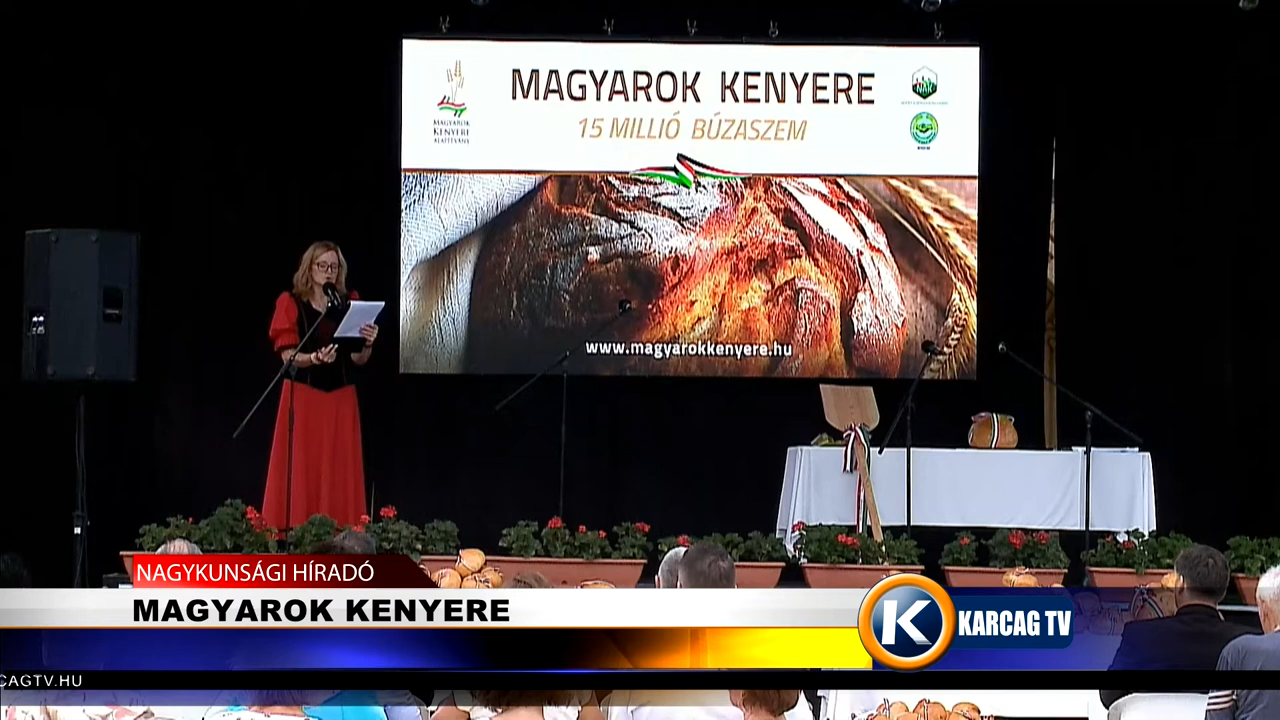 MAGYAROK KENYERE
15 MILLIÓ BÚZASZEM
MAGYAROK
KENYERE
ALAPÍTVÁNY
NAK
www.magyarokkenyere.hu
NAGYKUNSÁGI HÍRADÓ
MAGYAROK KENYERE
K KARCAG TV
CAGTV.HU